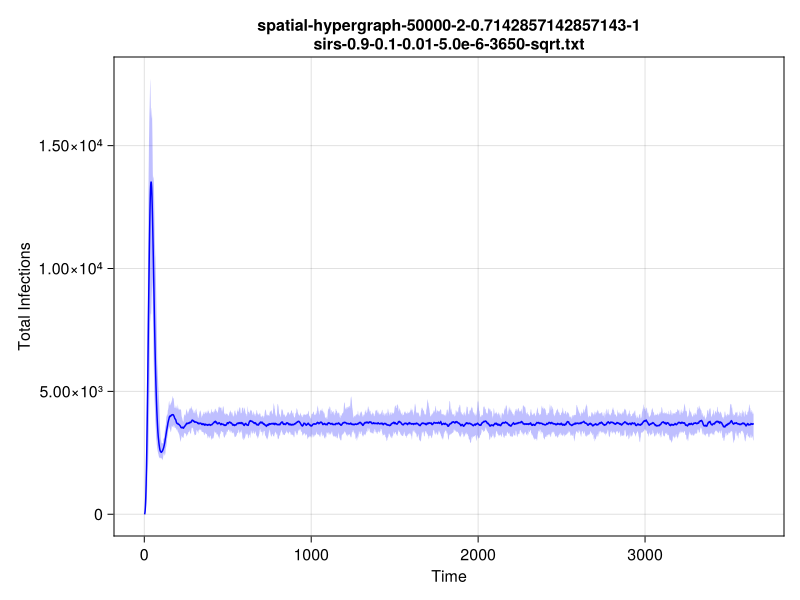 spatial-hypergraph-50000-2-0.7142857142857143-1
sirs-0.9-0.1-0.01-5.0e-6-3650-sqrt.txt
1.50×10⁴
1.00×10⁴
5.00×10³
0
Total Infections
0 1000 2000 3000
Time